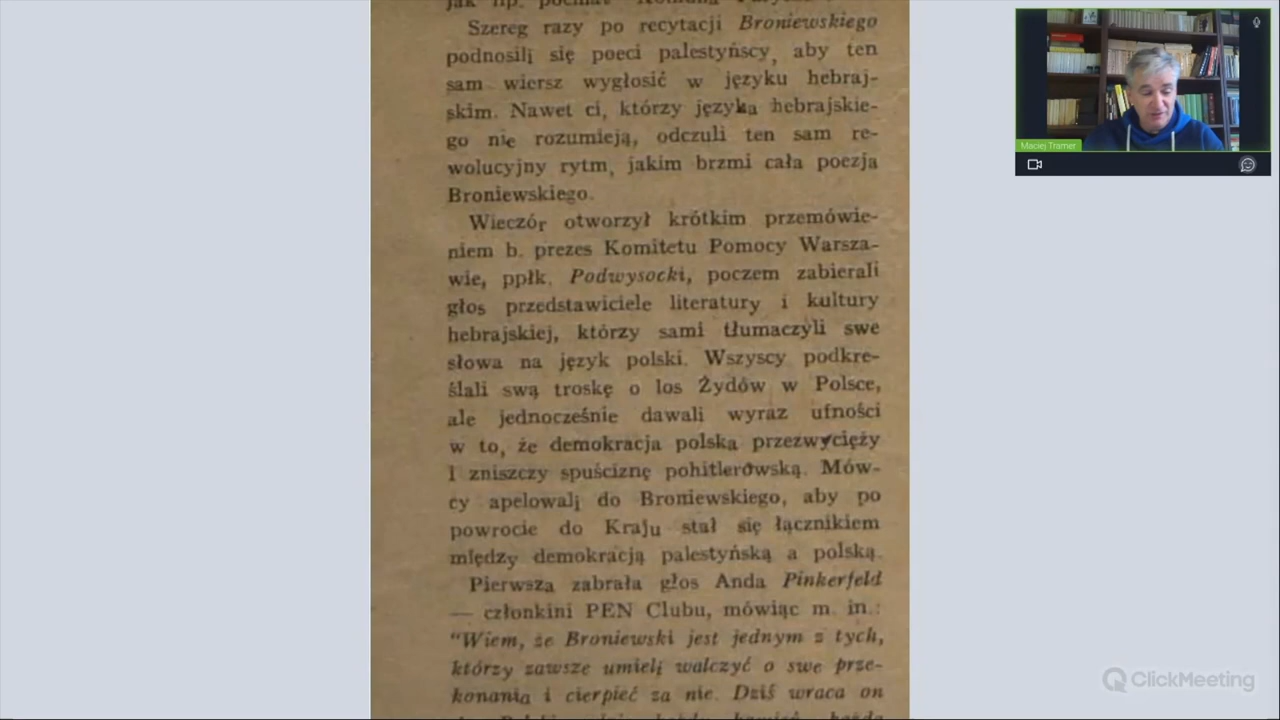 Szereg razy po recytacji Broniewskiego
podnosili się poeci palestyńscy, aby ten
sam wiersz wygłosić w języku hebraj-
skim. Nawet ci, którzy języka hebrajskie-
go nie rozumieją, odczuli ten sam re-
wolucyjny rytm, jakim brzmi cała poezja
Broniewskiego.
Wieczór otworzył krótkim przemówie-
niem b. prezes Komitetu Pomocy Warsza-
wie, ppłk. Podwysocki, poczem zabierali
głos przedstawiciele literatury i kultury
hebrajskiej, którzy sami tłumaczyli swe
słowa na język polski. Wszyscy podkre-
ślali swą troskę o los Żydów w Polsce,
ale jednocześnie dawali wyraz ufności
w to, że demokracja polska przezwycięży
i zniszczy spuściznę pohitlerowską. Mów-
cy apelowali do Broniewskiego, aby po
powrocie do Kraju stał się łącznikiem
między demokracją palestyńską a polską.
Pierwsza zabrała głos Anda Pinkerfeld
— członkini PEN Clubu, mówiąc m. in.:
"Wiem, że Broniewski jest jednym z tych,
którzy zawsze umieli walczyć o swe prze-
konania i cierpieć za nie. Dziś wraca on
Maciej Tramer
ClickMeeting